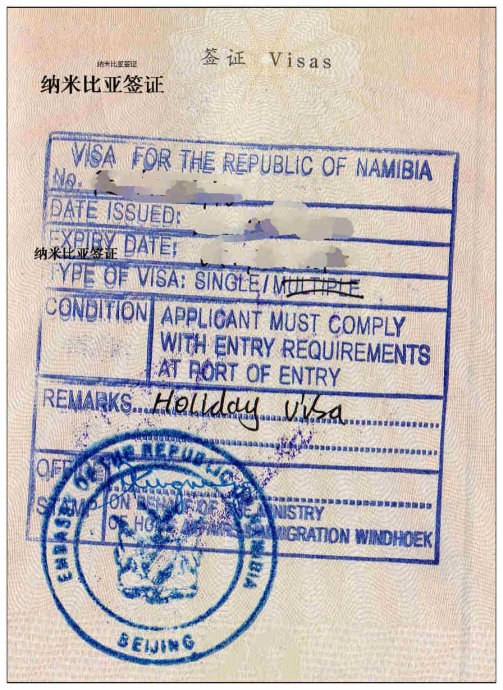 签证 Visas
纳米比亚签证
纳米比亚签证
VISA FOR THE REPUBLIC OF NAMIBIA
No.
DATE ISSUED:
EXPIRY DATE:
纳米比亚签证
TYPE OF VISA: SINGLE/MULTIPLE
CONDITION
APPLICANT MUST COMPLY
WITH ENTRY REQUIREMENTS
AT PORT OF ENTRY
REMARKS... Holiday Visa
ON BEHALF OF THE MINISTRY
OF HOME AFFAIRS IMMIGRATION WINDHOEK
EMBASSY OF THE REPUBLIC OF NAMIBIA
BEIJING